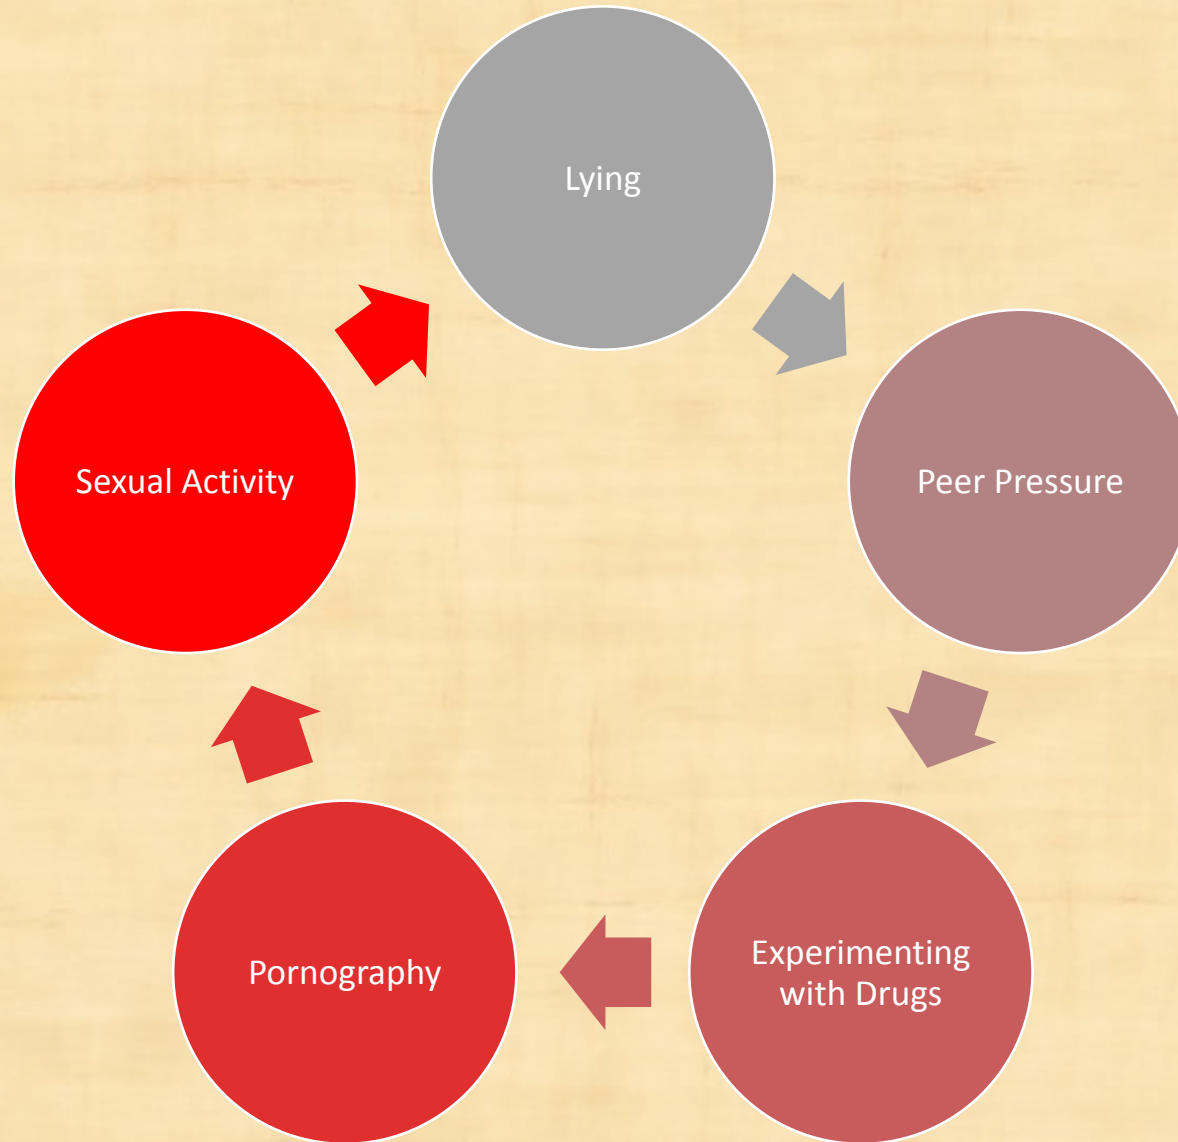 Lying
Peer Pressure
Experimenting
with Drugs
Pornography
Sexual Activity